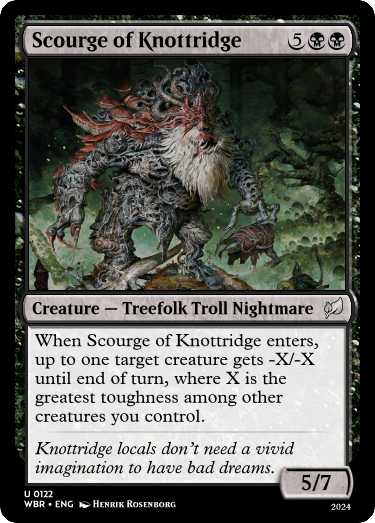 Scourge of Knottridge 5
Creature — Treefolk Troll Nightmare
When Scourge of Knottridge enters,
up to one target creature gets -X/-X
until end of turn, where X is the
greatest toughness among other
creatures you control.
Knottridge locals don't need a vivid
imagination to have bad dreams.
5/7
U 0122
WBR • ENG Henrik Rosenborg
2024